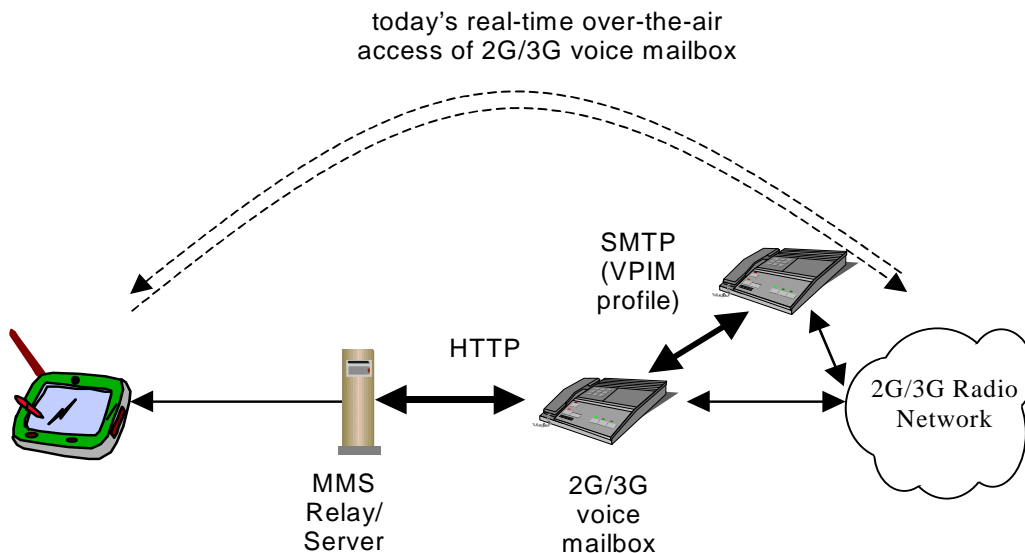 today's real-time over-the-air
access of 2G/3G voice mailbox
SMTP
(VPIM
profile)
HTTP
2G/3G Radio
Network
MMS
Relay/
Server
2G/3G
voice
mailbox